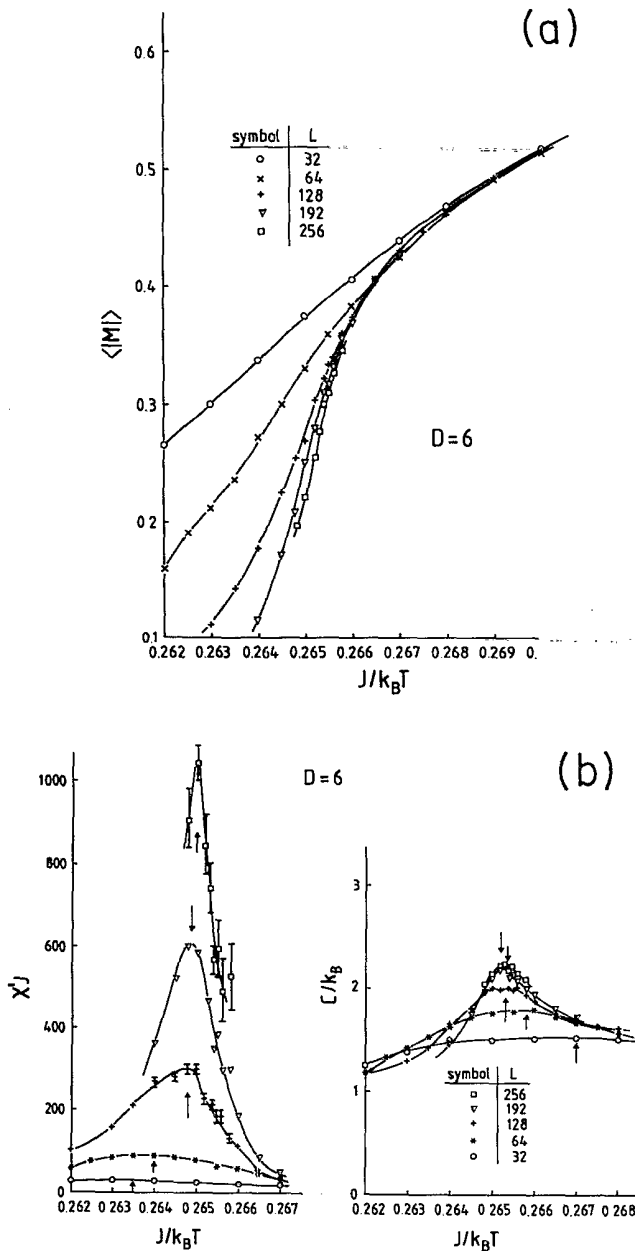 (a)
0.6
0.5
0.4
0.3
0.2
0.1
⟨|M|⟩
symbol L
○ 32
× 64
+ 128
▽ 192
□ 256
D=6
0.262 0.263 0.264 0.265 0.266 0.267 0.268 0.269 0.
J/k_BT
(b)
D=6
1000
800
600
400
200
00
χ'J
0.262 0.263 0.264 0.265 0.266 0.267
J/k_BT
3
2
1
C/k_B
symbol L
□ 256
▽ 192
+ 128
* 64
○ 32
0.262 0.263 0.264 0.265 0.266 0.267 0.268
J/k_BT